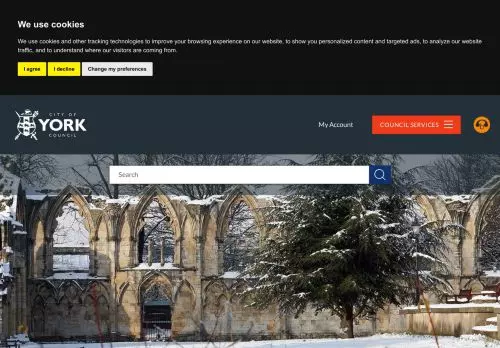 We use cookies
We use cookies and other tracking technologies to improve your browsing experience on our website, to show you personalized content and targeted ads, to analyze our website
traffic, and to understand where our visitors are coming from.
I agree
I decline
Change my preferences
CITY OF
YORK
COUNCIL
My Account
COUNCIL SERVICES
Search